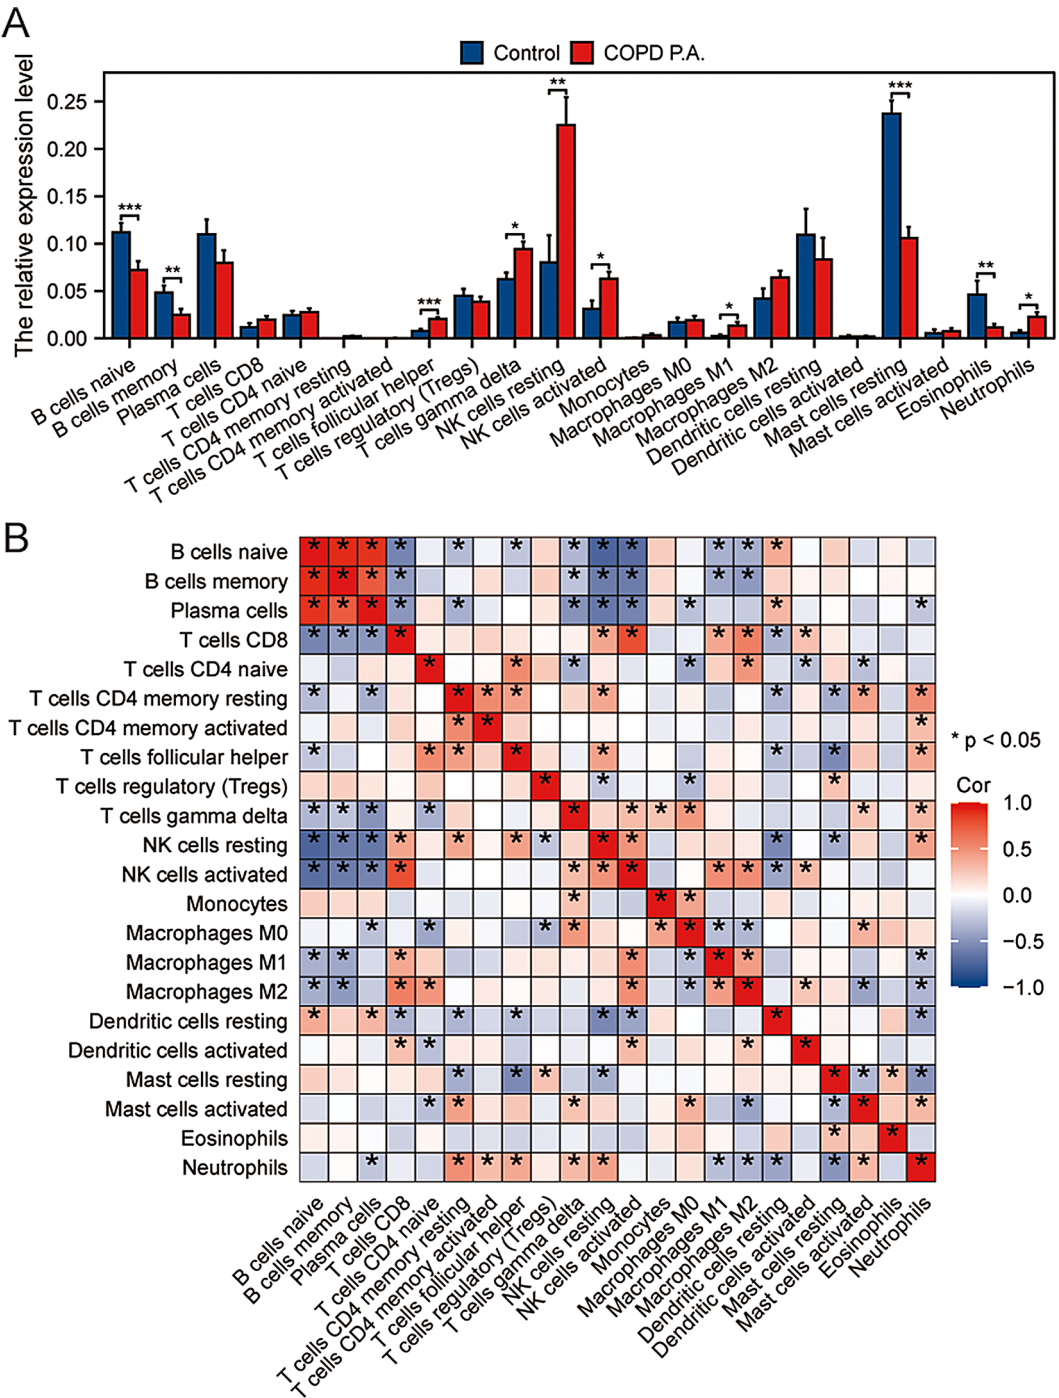 A
Control COPD P.A.
The relative expression level
0.25
0.20
0.15
0.10
0.05
0.00
*** ** *** * ** * * *** ** *
B cells naive
B cells memory
Plasma cells
T cells CD8
T cells CD4 naive
T cells CD4 memory resting
T cells CD4 memory activated
T cells follicular helper
T cells regulatory (Tregs)
T cells gamma delta
NK cells resting
NK cells activated
Monocytes
Macrophages M0
Macrophages M1
Macrophages M2
Dendritic cells resting
Dendritic cells activated
Mast cells resting
Mast cells activated
Eosinophils
Neutrophils
B
B cells naive
B cells memory
Plasma cells
T cells CD8
T cells CD4 naive
T cells CD4 memory resting
T cells CD4 memory activated
T cells follicular helper
T cells regulatory (Tregs)
T cells gamma delta
NK cells resting
NK cells activated
Monocytes
Macrophages M0
Macrophages M1
Macrophages M2
Dendritic cells resting
Dendritic cells activated
Mast cells resting
Mast cells activated
Eosinophils
Neutrophils
* p < 0.05
Cor
1.0
0.5
0.0
−0.5
−1.0
B cells naive
B cells memory
Plasma cells
T cells CD8
T cells CD4 naive
T cells CD4 memory resting
T cells CD4 memory activated
T cells follicular helper
T cells regulatory (Tregs)
T cells gamma delta
NK cells resting
NK cells activated
Monocytes
Macrophages M0
Macrophages M1
Macrophages M2
Dendritic cells resting
Dendritic cells activated
Mast cells resting
Mast cells activated
Eosinophils
Neutrophils